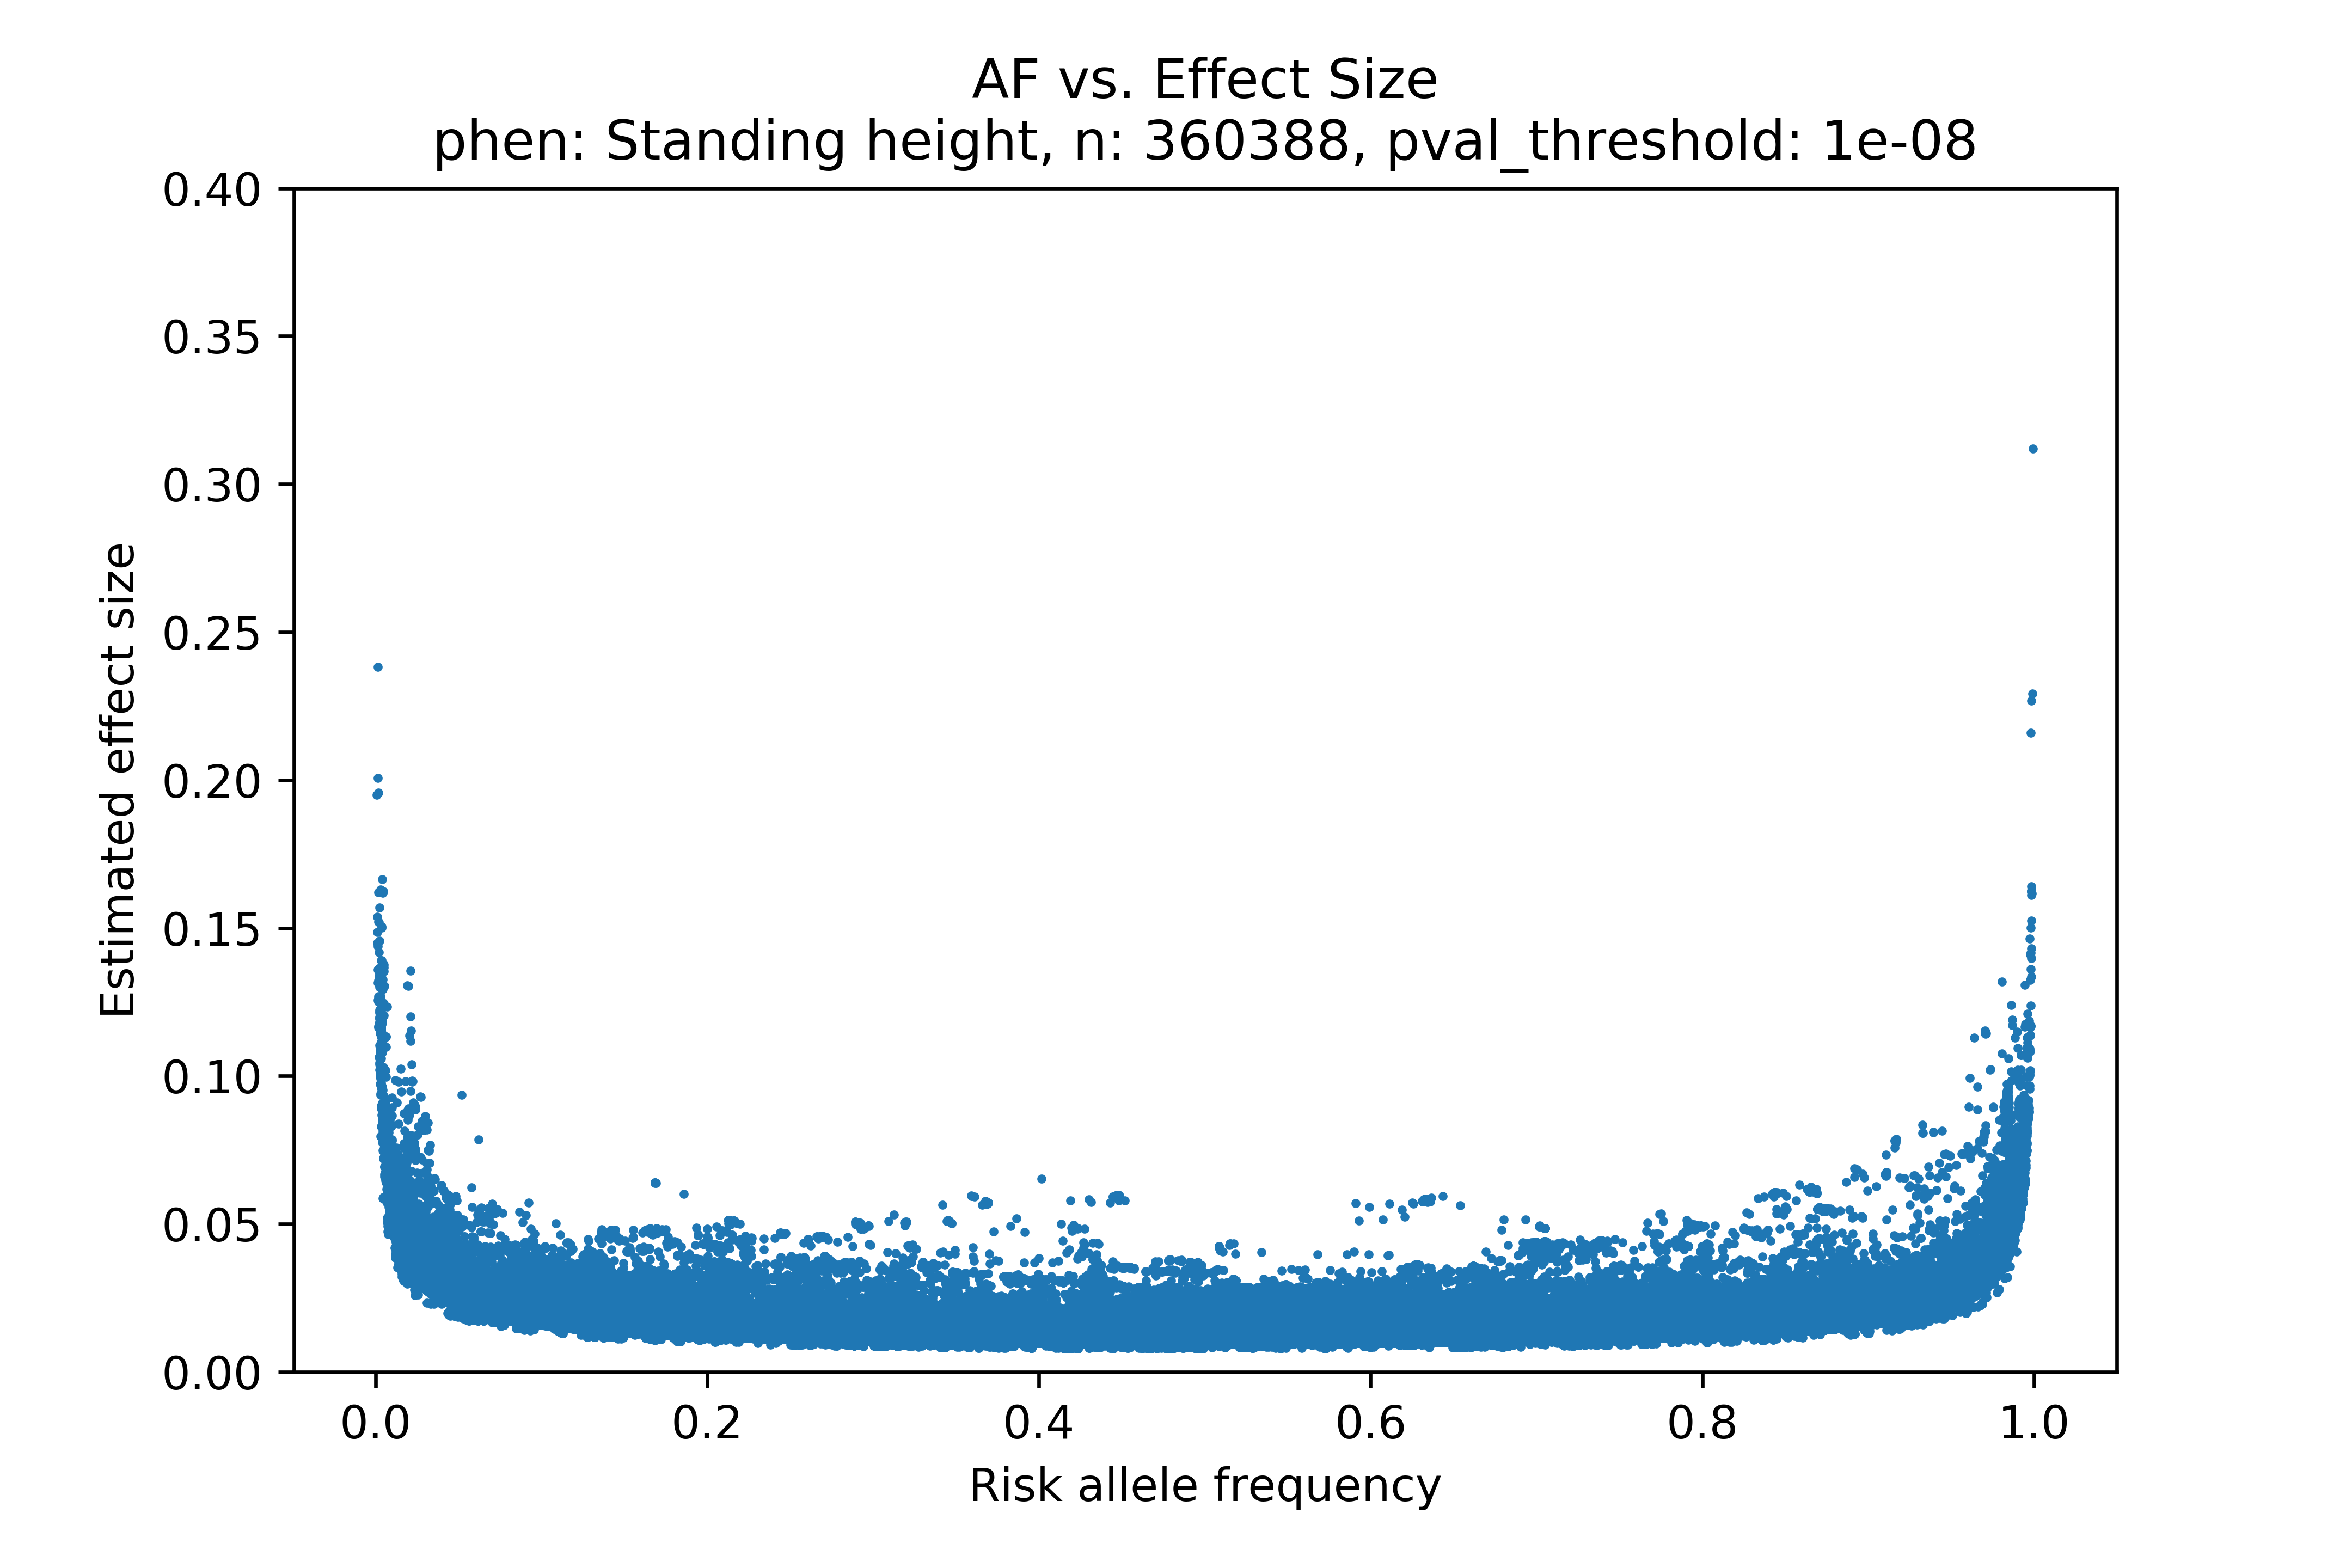 AF vs. Effect Size
phen: Standing height, n: 360388, pval_threshold: 1e-08
0.40
0.35
0.30
0.25
0.20
0.15
0.10
0.05
0.00
Estimated effect size
0.0 0.2 0.4 0.6 0.8 1.0
Risk allele frequency